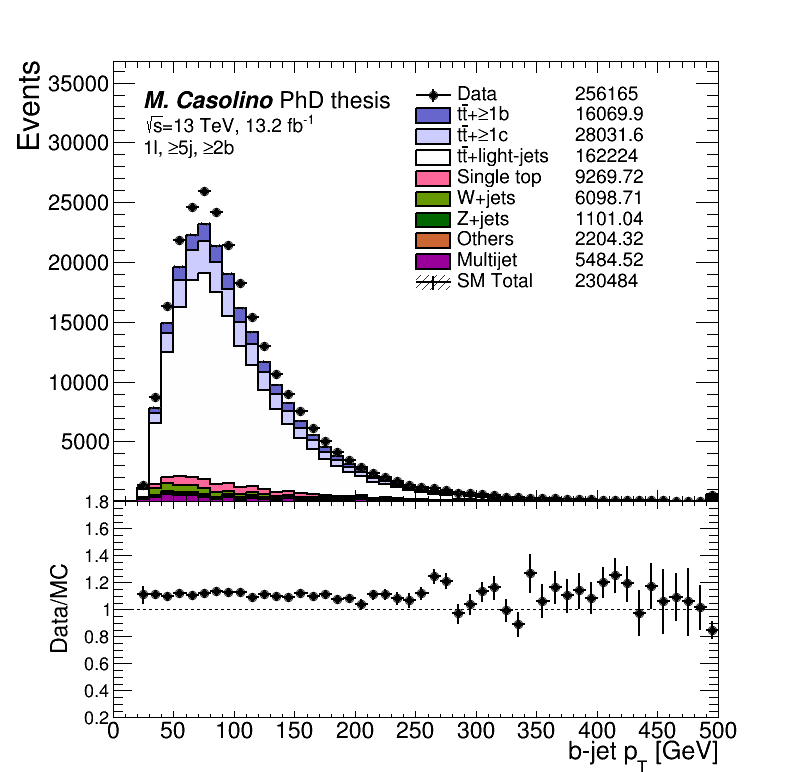 Events
35000
30000
25000
20000
15000
10000
5000
M. Casolino PhD thesis
√s=13 TeV, 13.2 fb⁻¹
1l, ≥5j, ≥2b
Data 256165
tt̄+≥1b 16069.9
tt̄+≥1c 28031.6
tt̄+light-jets 162224
Single top 9269.72
W+jets 6098.71
Z+jets 1101.04
Others 2204.32
Multijet 5484.52
SM Total 230484
Data/MC
1.8
1.6
1.4
1.2
1
0.8
0.6
0.4
0.2
0 50 100 150 200 250 300 350 400 450 500
b-jet p_T [GeV]